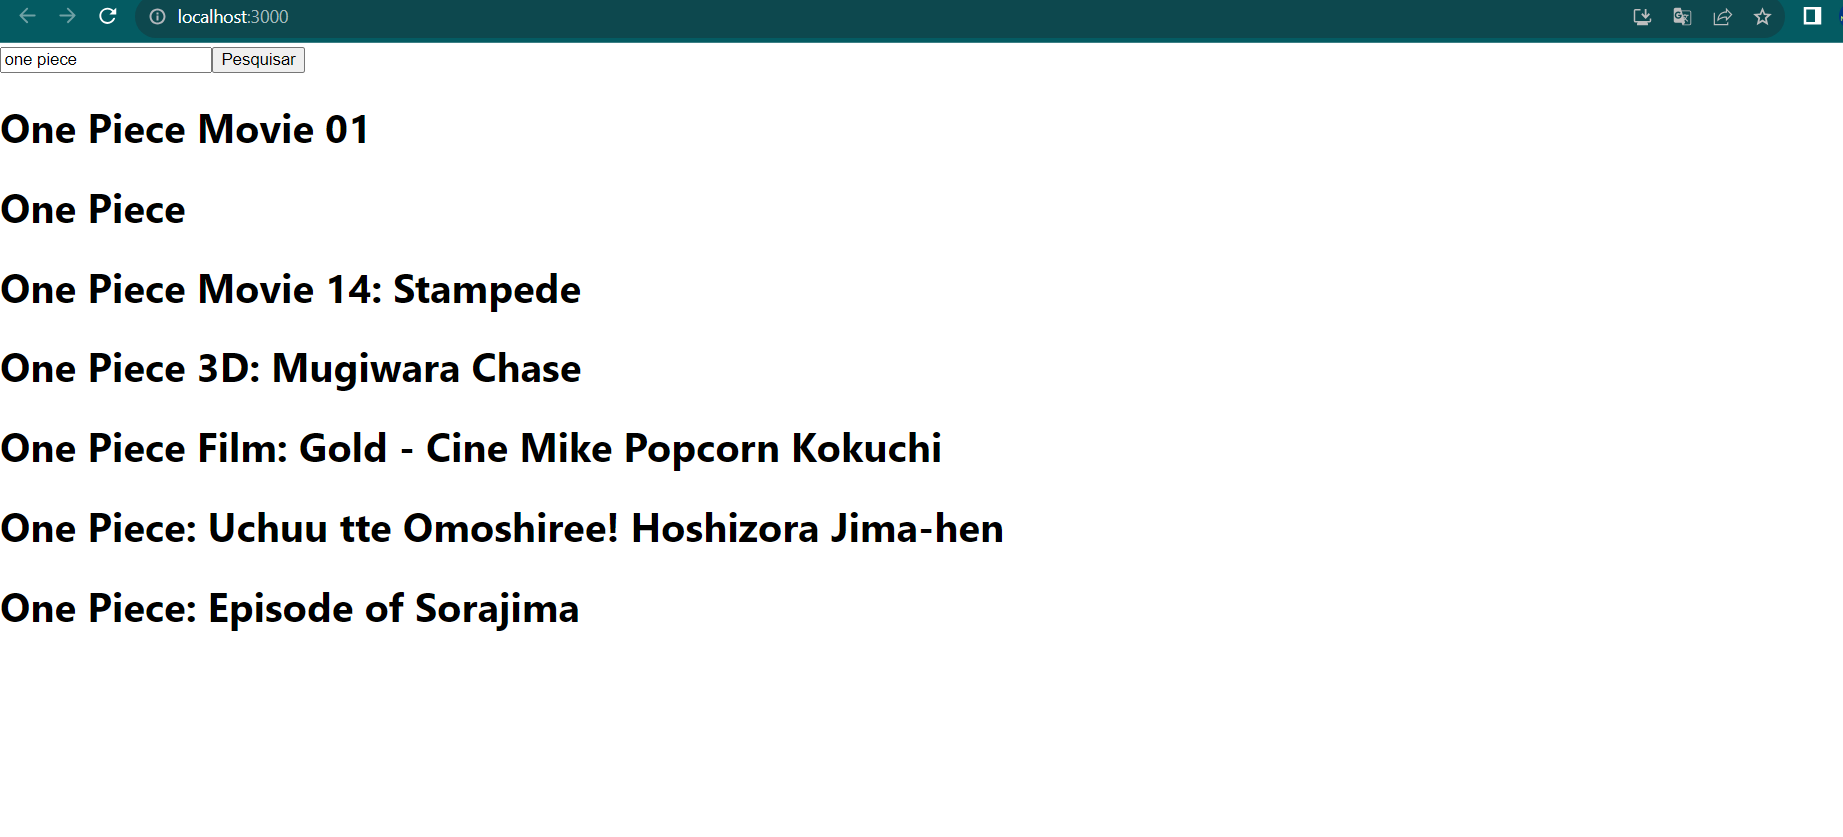 localhost:3000
one piece Pesquisar
One Piece Movie 01
One Piece
One Piece Movie 14: Stampede
One Piece 3D: Mugiwara Chase
One Piece Film: Gold - Cine Mike Popcorn Kokuchi
One Piece: Uchuu tte Omoshiree! Hoshizora Jima-hen
One Piece: Episode of Sorajima